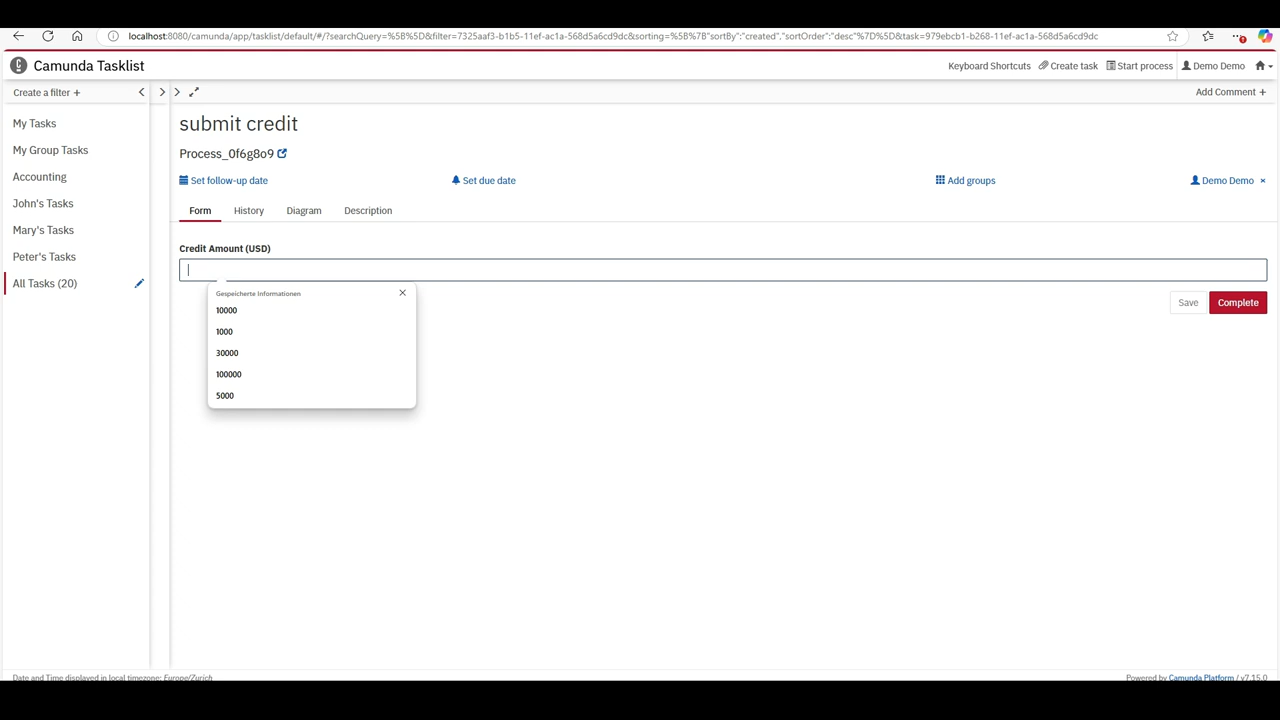 localhost:8080/camunda/app/tasklist/default/#/?searchQuery=%5B%5D&filter=7325aaf3-b1b5-11ef-ac1a-568d5a6cd9dc&sorting=%5B%7B"sortBy":"created","sortOrder":"desc"%7D%5D&task=979ebcb1-b268-11ef-ac1a-568d5a6cd9dc
Camunda Tasklist
Keyboard Shortcuts Create task Start process Demo Demo
Create a filter +
Add Comment +
My Tasks
My Group Tasks
Accounting
John's Tasks
Mary's Tasks
Peter's Tasks
All Tasks (20)
submit credit
Process_0f6g8o9
Set follow-up date Set due date Add groups Demo Demo ×
Form History Diagram Description
Credit Amount (USD)
Gespeicherte Informationen
10000
1000
30000
100000
5000
Save Complete
Date and Time displayed in local timezone: Europe/Zurich
Powered by Camunda Platform / v7.15.0